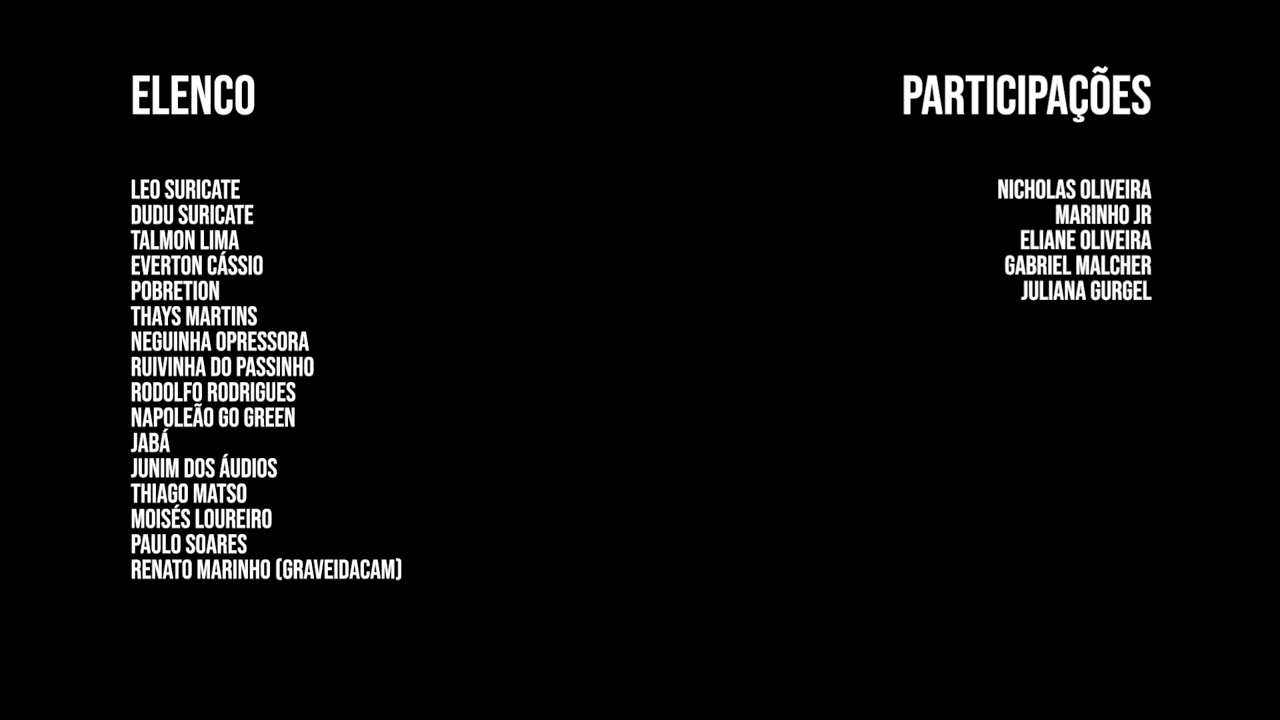 ELENCO
LEO SURICATE
DUDU SURICATE
TALMON LIMA
EVERTON CÁSSIO
POBRETION
THAYS MARTINS
NEGUINHA OPRESSORA
RUIVINHA DO PASSINHO
RODOLFO RODRIGUES
NAPOLEÃO GO GREEN
JABÁ
JUNIM DOS ÁUDIOS
THIAGO MATSO
MOISÉS LOUREIRO
PAULO SOARES
RENATO MARINHO (GRAVEIDACAM)
PARTICIPAÇÕES
NICHOLAS OLIVEIRA
MARINHO JR
ELIANE OLIVEIRA
GABRIEL MALCHER
JULIANA GURGEL